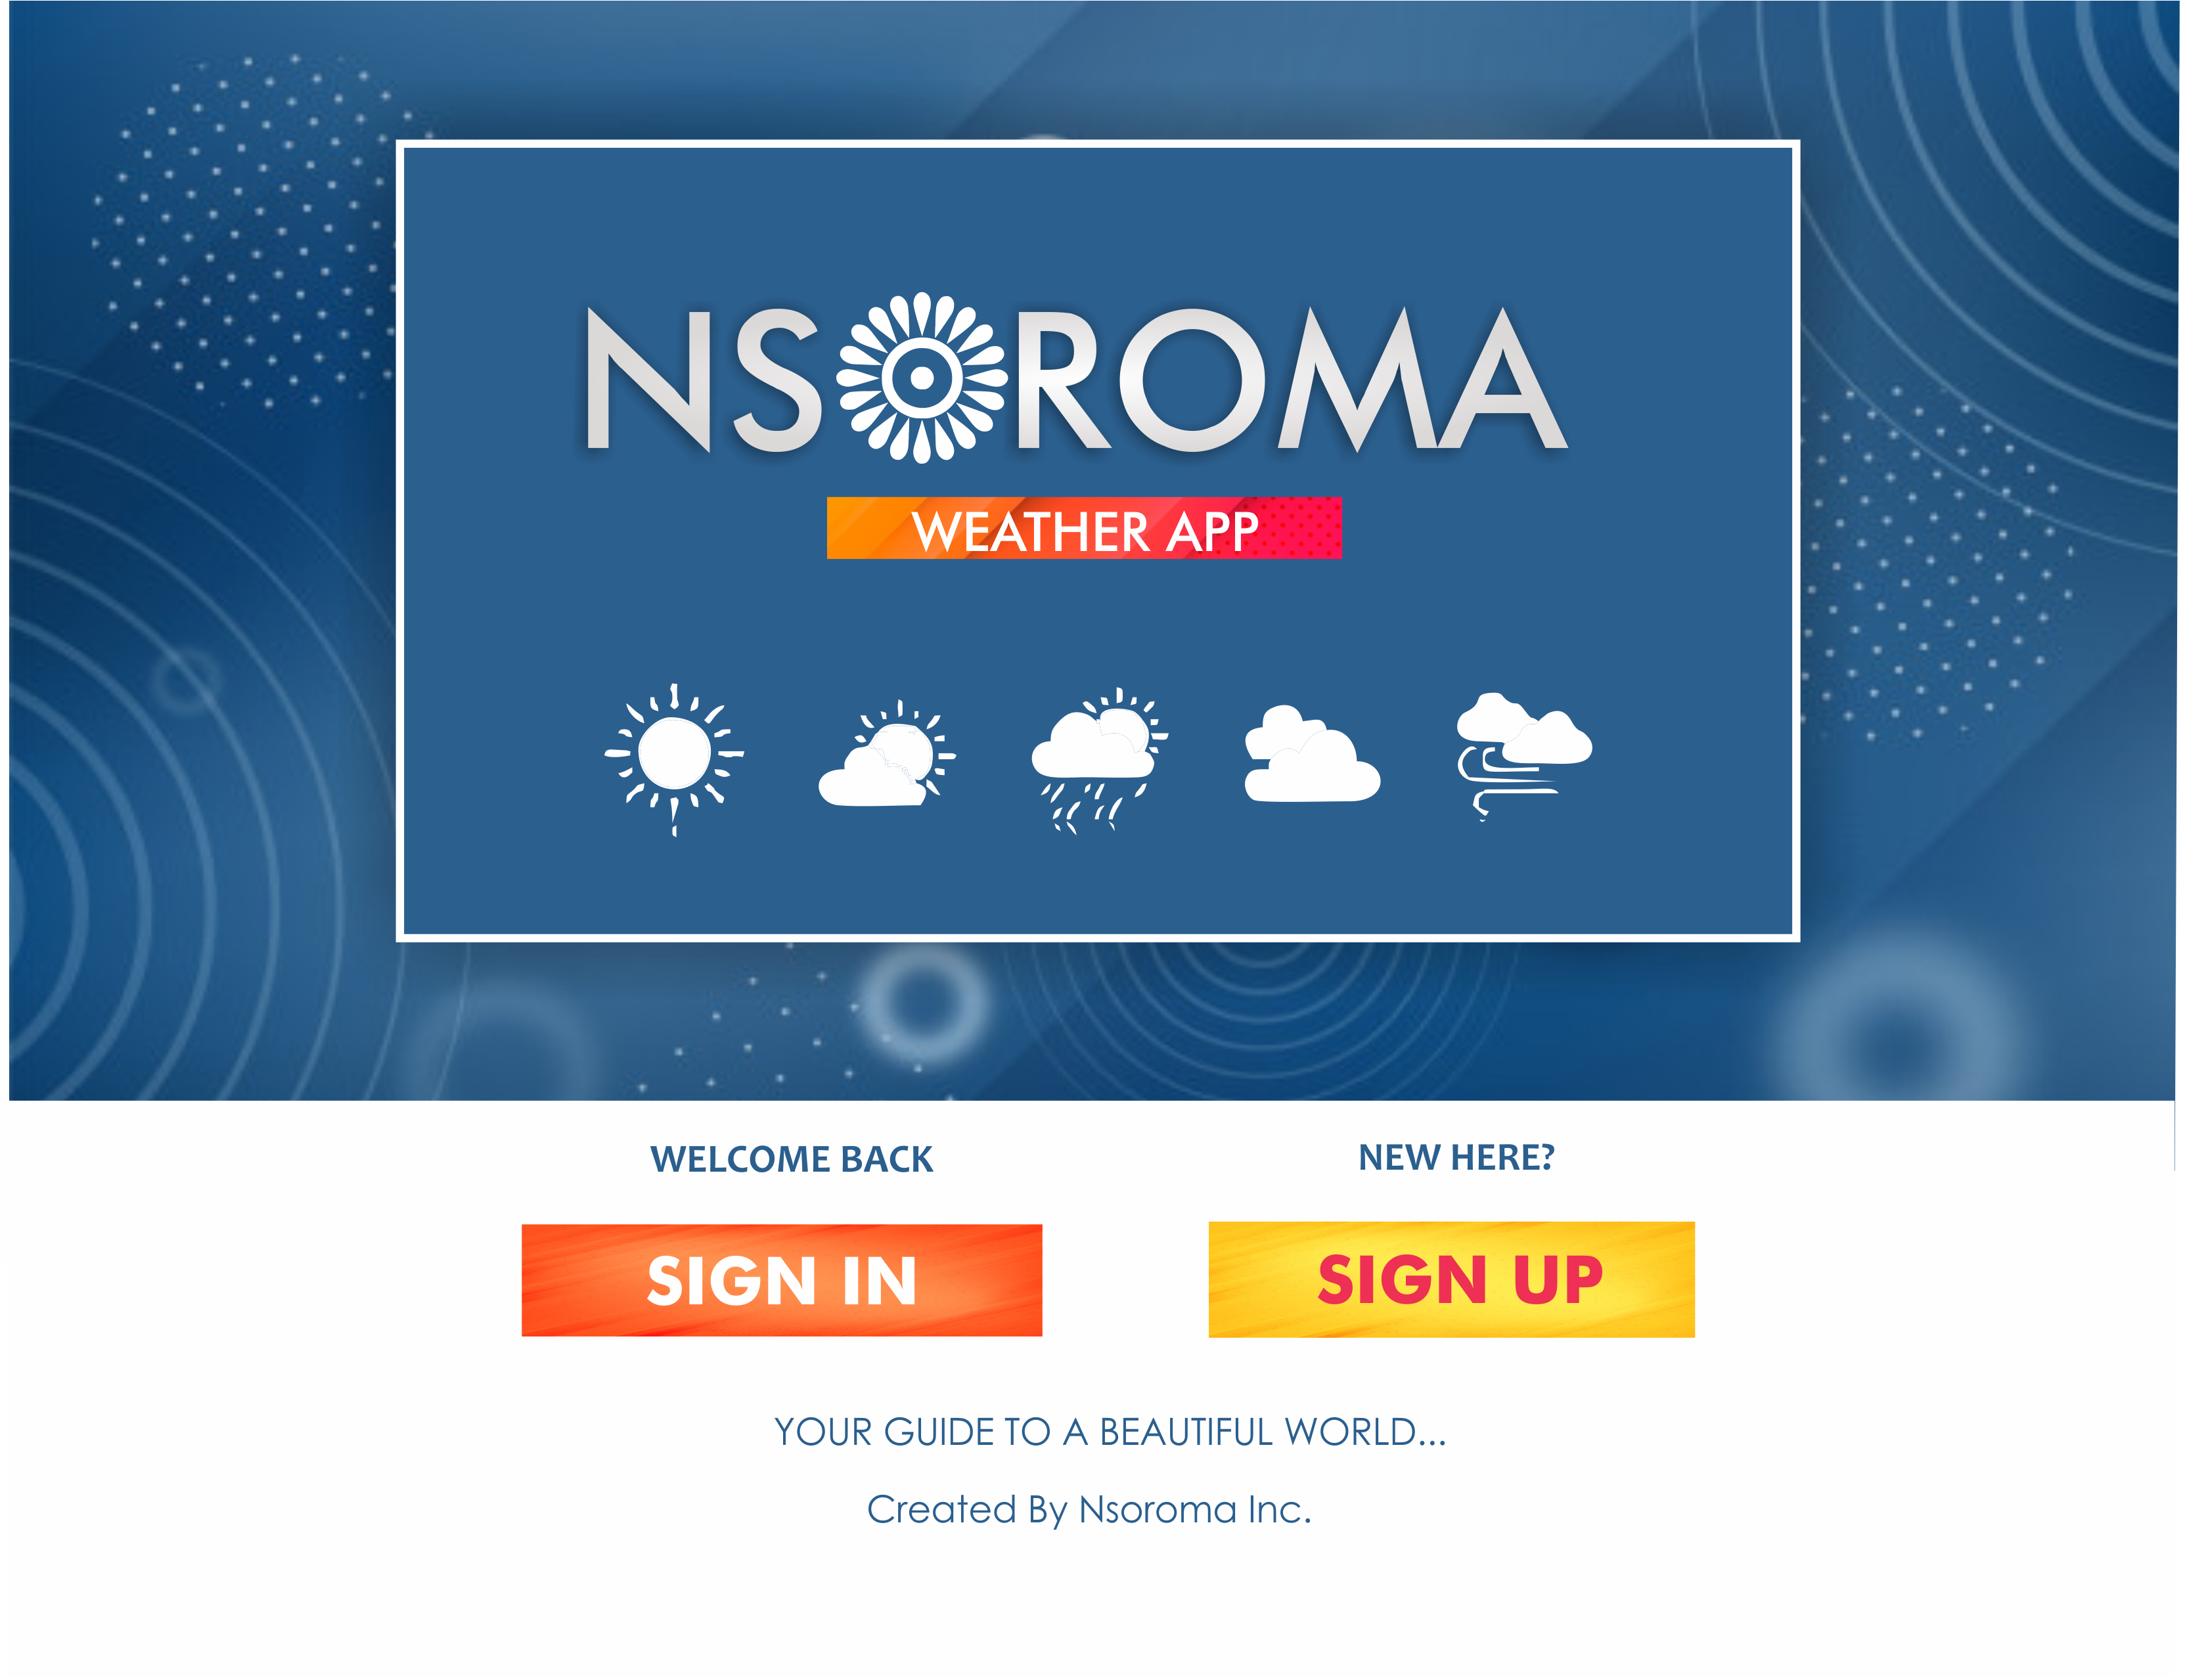 NSOROMA
WEATHER APP
WELCOME BACK
NEW HERE?
SIGN IN
SIGN UP
YOUR GUIDE TO A BEAUTIFUL WORLD...
Created By Nsoroma Inc.